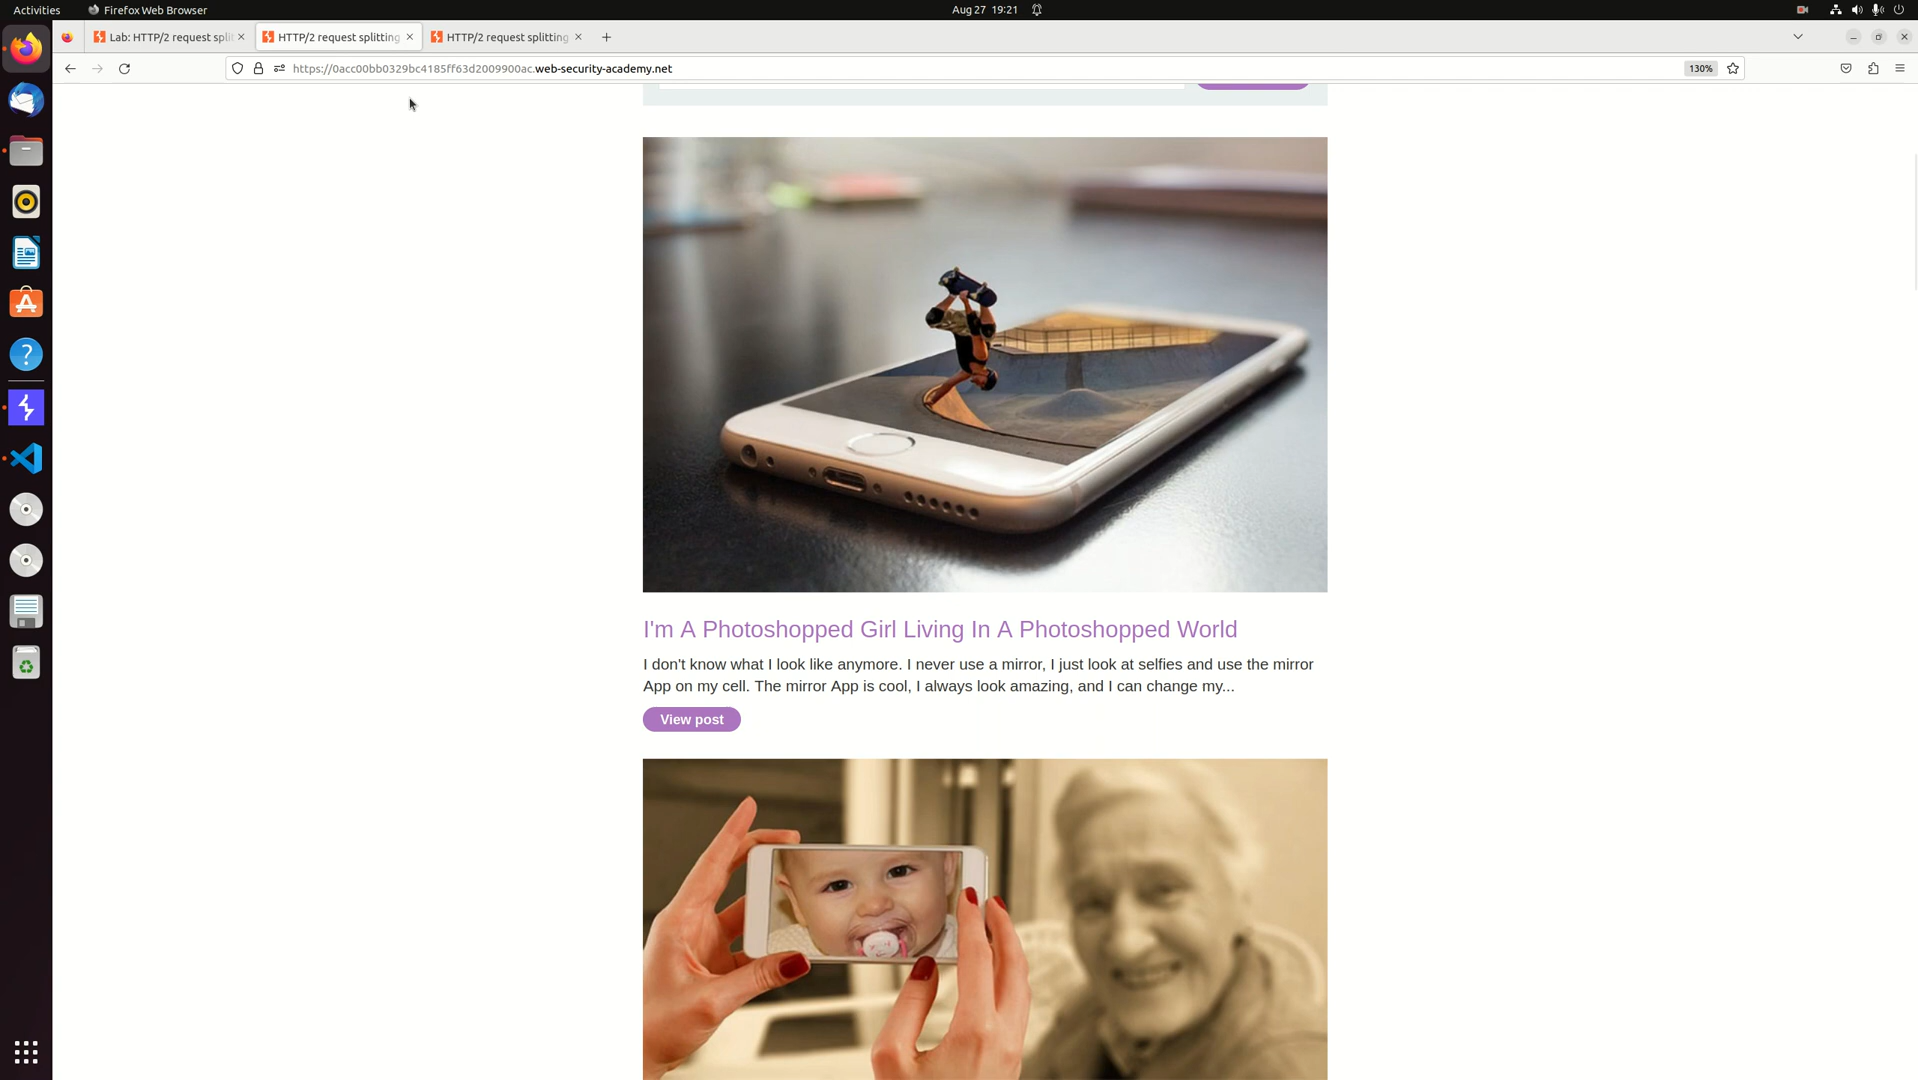 Activities
Firefox Web Browser
Aug 27 19:21
Lab: HTTP/2 request split
HTTP/2 request splitting
HTTP/2 request splitting
https://0acc00bb0329bc4185ff63d2009900ac.web-security-academy.net
130%
I'm A Photoshopped Girl Living In A Photoshopped World
I don't know what I look like anymore. I never use a mirror, I just look at selfies and use the mirror
App on my cell. The mirror App is cool, I always look amazing, and I can change my...
View post